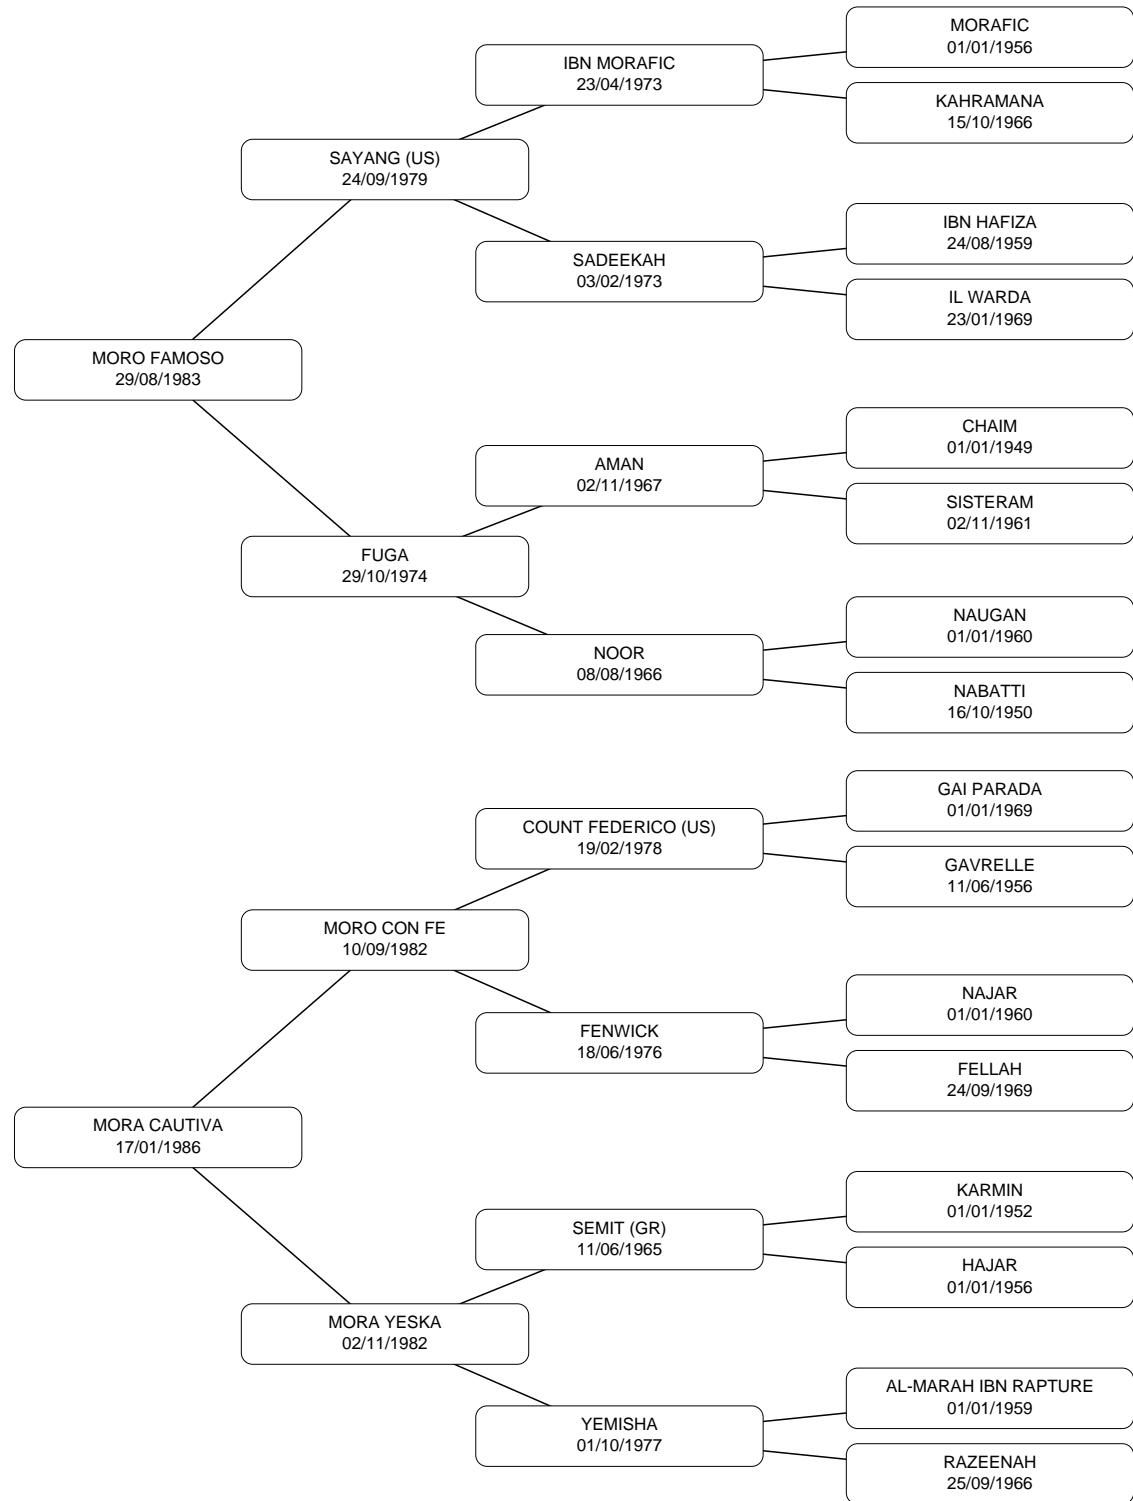 MORAFIC
01/01/1956
IBN MORAFIC
23/04/1973
KAHRAMANA
15/10/1966
SAYANG (US)
24/09/1979
IBN HAFIZA
24/08/1959
SADEEKAH
03/02/1973
IL WARDA
23/01/1969
MORO FAMOSO
29/08/1983
CHAIM
01/01/1949
AMAN
02/11/1967
SISTERAM
02/11/1961
FUGA
29/10/1974
NAUGAN
01/01/1960
NOOR
08/08/1966
NABATTI
16/10/1950
GAI PARADA
01/01/1969
COUNT FEDERICO (US)
19/02/1978
GAVRELLE
11/06/1956
MORO CON FE
10/09/1982
NAJAR
01/01/1960
FENWICK
18/06/1976
FELLAH
24/09/1969
MORA CAUTIVA
17/01/1986
KARMIN
01/01/1952
SEMIT (GR)
11/06/1965
HAJAR
01/01/1956
MORA YESKA
02/11/1982
AL-MARAH IBN RAPTURE
01/01/1959
YEMISHA
01/10/1977
RAZEENAH
25/09/1966